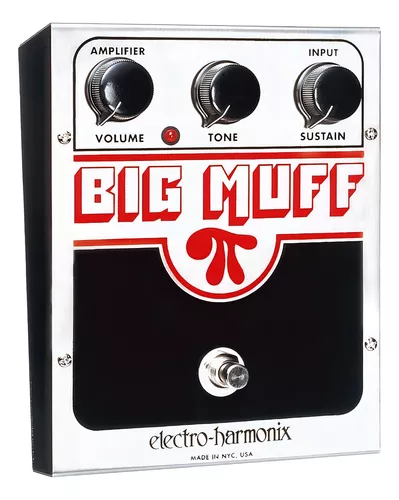 AMPLIFIER INPUT
VOLUME TONE SUSTAIN
BIG MUFF
π
electro-harmonix
MADE IN NYC, USA